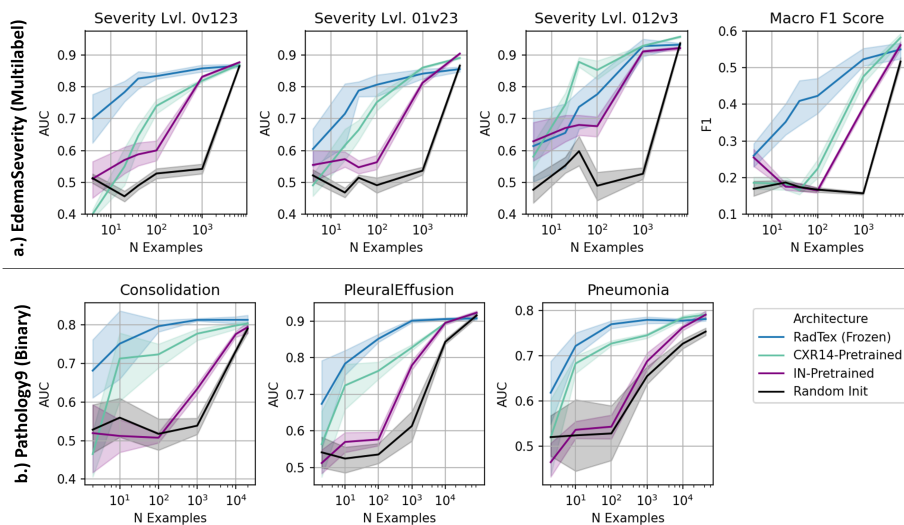 a.) EdemaSeverity (Multilabel)
Severity Lvl. 0v123
0.9
0.8
0.7
0.6
0.5
0.4
AUC
10¹ 10² 10³
N Examples
Severity Lvl. 01v23
0.9
0.8
0.7
0.6
0.5
0.4
AUC
10¹ 10² 10³
N Examples
Severity Lvl. 012v3
0.9
0.8
0.7
0.6
0.5
0.4
AUC
10¹ 10² 10³
N Examples
Macro F1 Score
0.6
0.5
0.4
0.3
0.2
0.1
F1
10¹ 10² 10³
N Examples
b.) Pathology9 (Binary)
Consolidation
0.8
0.7
0.6
0.5
0.4
AUC
10¹ 10² 10³ 10⁴
N Examples
PleuralEffusion
0.9
0.8
0.7
0.6
0.5
AUC
10¹ 10² 10³ 10⁴
N Examples
Pneumonia
0.8
0.7
0.6
0.5
AUC
10¹ 10² 10³ 10⁴
N Examples
Architecture
RadTex (Frozen)
CXR14-Pretrained
IN-Pretrained
Random Init